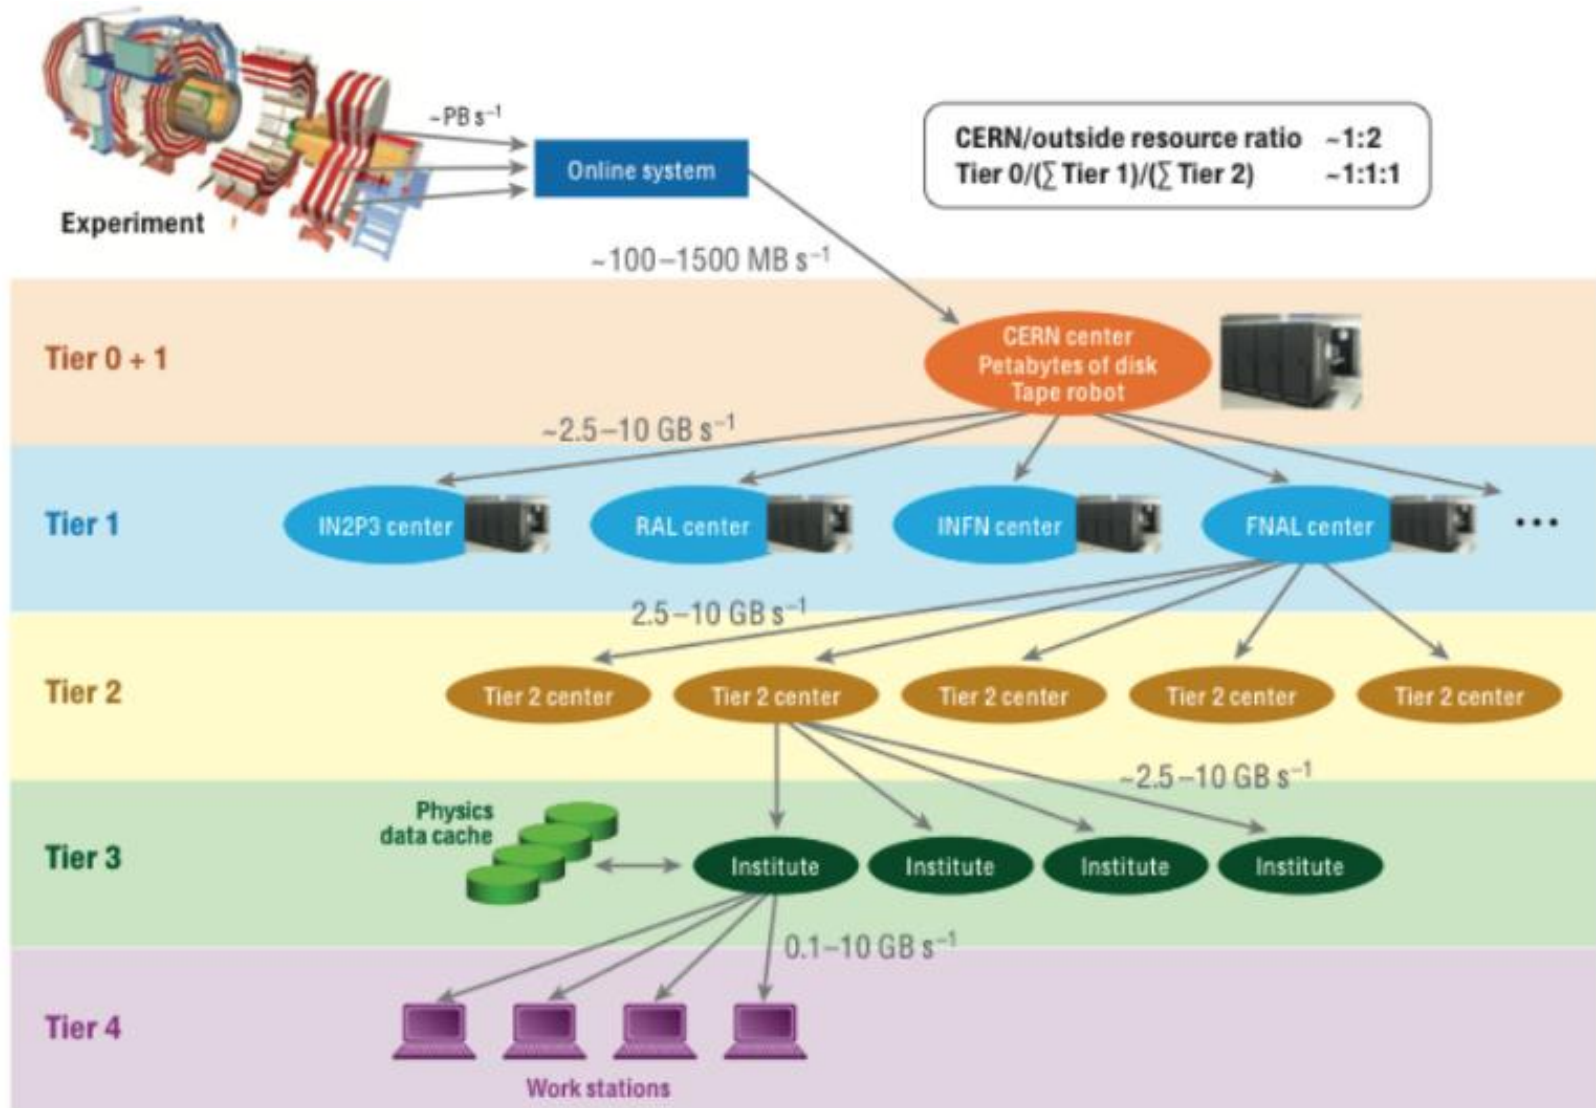 ~PB s⁻¹
Online system
Experiment
CERN/outside resource ratio ~1:2
Tier 0/(∑ Tier 1)/(∑ Tier 2) ~1:1:1
~100–1500 MB s⁻¹
Tier 0 + 1
CERN center
Petabytes of disk
Tape robot
~2.5–10 GB s⁻¹
Tier 1
IN2P3 center
RAL center
INFN center
FNAL center
...
2.5–10 GB s⁻¹
Tier 2
Tier 2 center
Tier 2 center
Tier 2 center
Tier 2 center
Tier 2 center
~2.5–10 GB s⁻¹
Tier 3
Physics
data cache
Institute
Institute
Institute
Institute
0.1–10 GB s⁻¹
Tier 4
Work stations